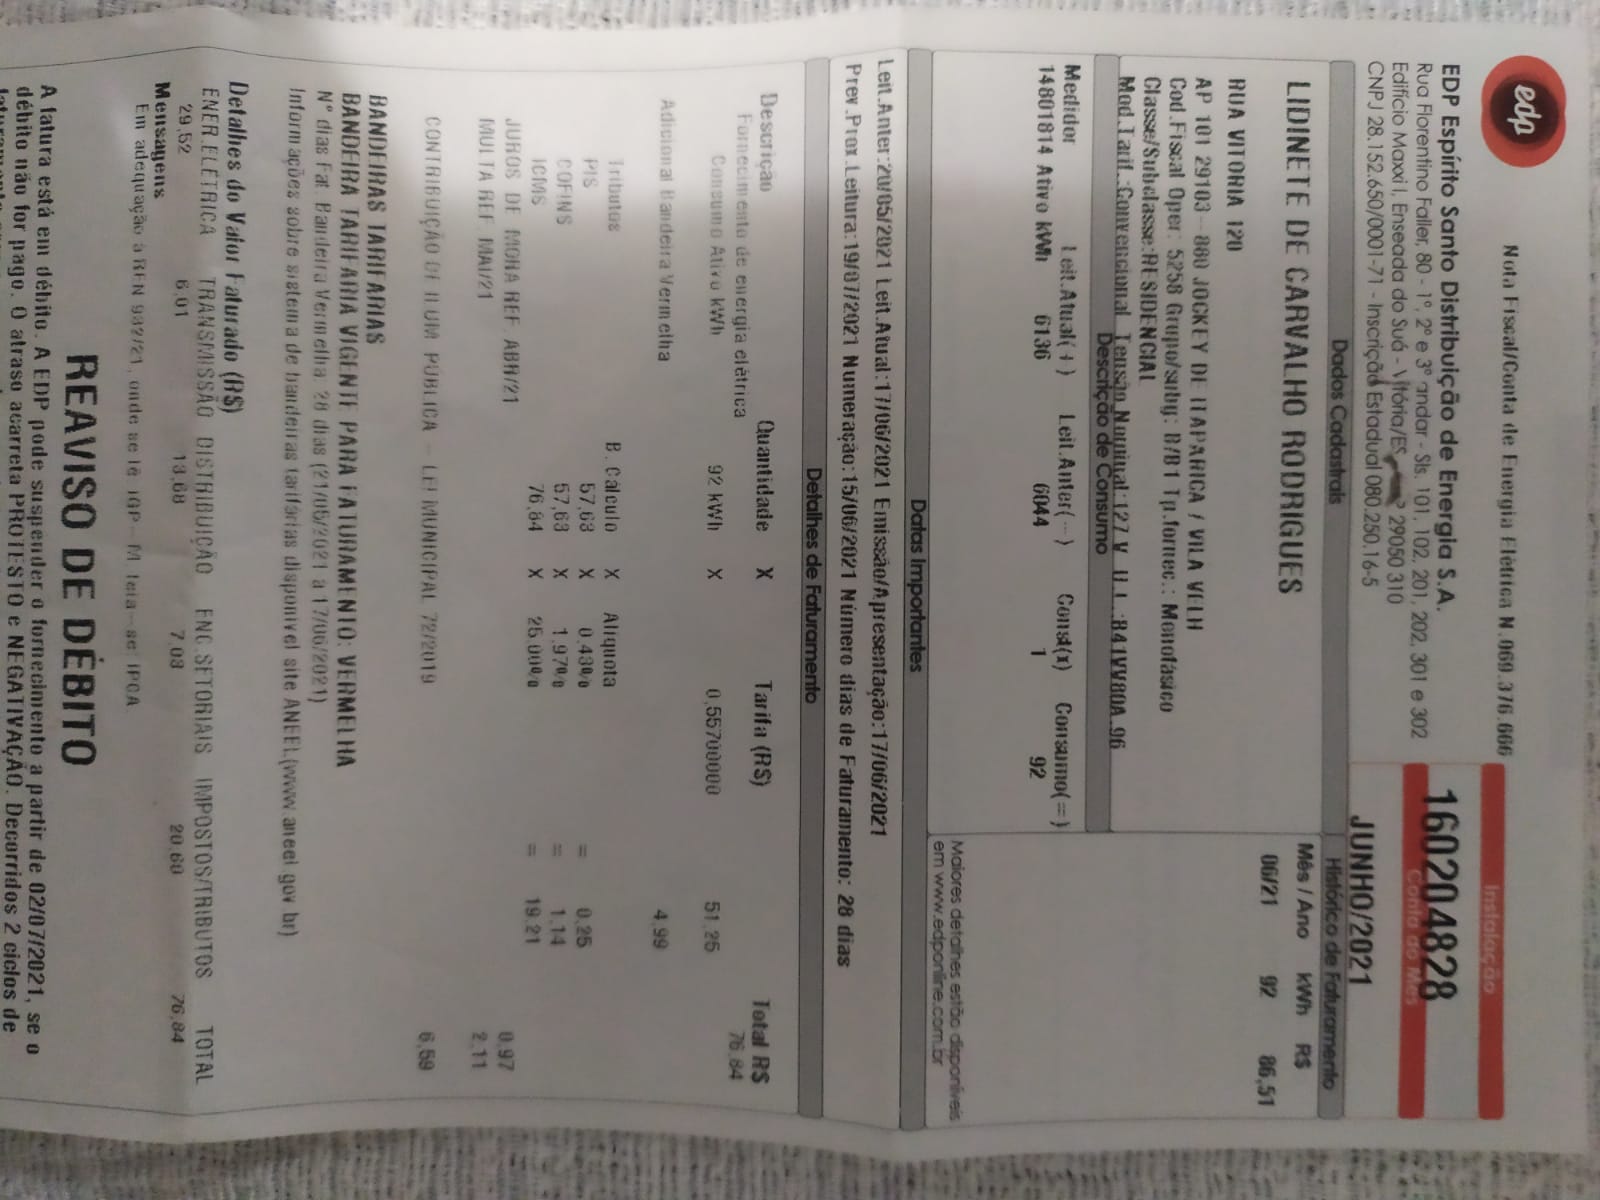 edp
Nota Fiscal/Conta de Energia Elétrica N.069.376.666
EDP Espírito Santo Distribuição de Energia S.A.
Rua Florentino Faller, 80 - 1º, 2º e 3º andar - Sls. 101, 102, 201, 202, 301 e 302
Edifício Maxxi I, Enseada do Suá - Vitória/ES 29050 310
CNPJ 28.152.650/0001-71 - Inscrição Estadual 080.250.16-5
Instalação
160204828
Conta do Mês
JUNHO/2021
Dados Cadastrais
LIDINETE DE CARVALHO RODRIGUES
RUA VITORIA 120
AP 101 29103-880 JOCKEY DE ITAPARICA / VILA VELH
Cod.Fiscal Oper: 5258 Grupo/subg: B/B1 Tp.fornec.: Monofásico
Classe/Subclasse:RESIDENCIAL
Mod.Tarif.:Convencional Tensão Nominal:127 V U.L.:B41VV80A 96
Histórico de Faturamento
Mês / Ano kWh R$
06/21 92 86,51
Descrição de Consumo
Medidor Leit.Atual(+) Leit.Anter(-) Const(x) Consumo(=)
14801814 Ativo kWh 6136 6044 1 92
Maiores detalhes estão disponíveis
em www.edponline.com.br
Datas Importantes
Leit.Anter:20/05/2021 Leit.Atual:17/06/2021 Emissão/Apresentação:17/06/2021
Prev.Prox.Leitura:19/07/2021 Numeração:15/06/2021 Número dias de Faturamento: 28 dias
Detalhes de Faturamento
Descrição Quantidade X Tarifa (R$) Total R$
Fornecimento de energia elétrica 76,84
Consumo Ativo kWh 92 kWh X 0,55700000 51,25
Adicional Bandeira Vermelha 4,99
Tributos B. Cálculo X Alíquota
PIS 57,63 X 0.43% = 0,25
COFINS 57,63 X 1.97% = 1,14
ICMS 76,84 X 25.00% = 19,21
JUROS DE MORA REF. ABR/21 0,97
MULTA REF. MAI/21 2,11
CONTRIBUIÇÃO DE ILUM PÚBLICA - LEI MUNICIPAL 72/2019 6,59
BANDEIRAS TARIFÁRIAS
BANDEIRA TARIFÁRIA VIGENTE PARA FATURAMENTO: VERMELHA
Nº dias Fat Bandeira Vermelha: 28 dias (21/05/2021 a 17/06/2021)
Informações sobre sistema de bandeiras tarifárias disponível site ANEEL(www.aneel.gov.br)
Detalhes do Valor Faturado (R$)
ENER.ELÉTRICA TRANSMISSÃO DISTRIBUIÇÃO ENC.SETORIAIS IMPOSTOS/TRIBUTOS TOTAL
29,52 6,01 13,68 7,03 20,60 76,84
Mensagens
Em adequação à REN 932/21, onde se lê IGP-M leia-se IPCA.
REAVISO DE DÉBITO
A fatura está em débito. A EDP pode suspender o fornecimento a partir de 02/07/2021, se o
débito não for pago. O atraso acarreta PROTESTO e NEGATIVAÇÃO. Decorridos 2 ciclos de